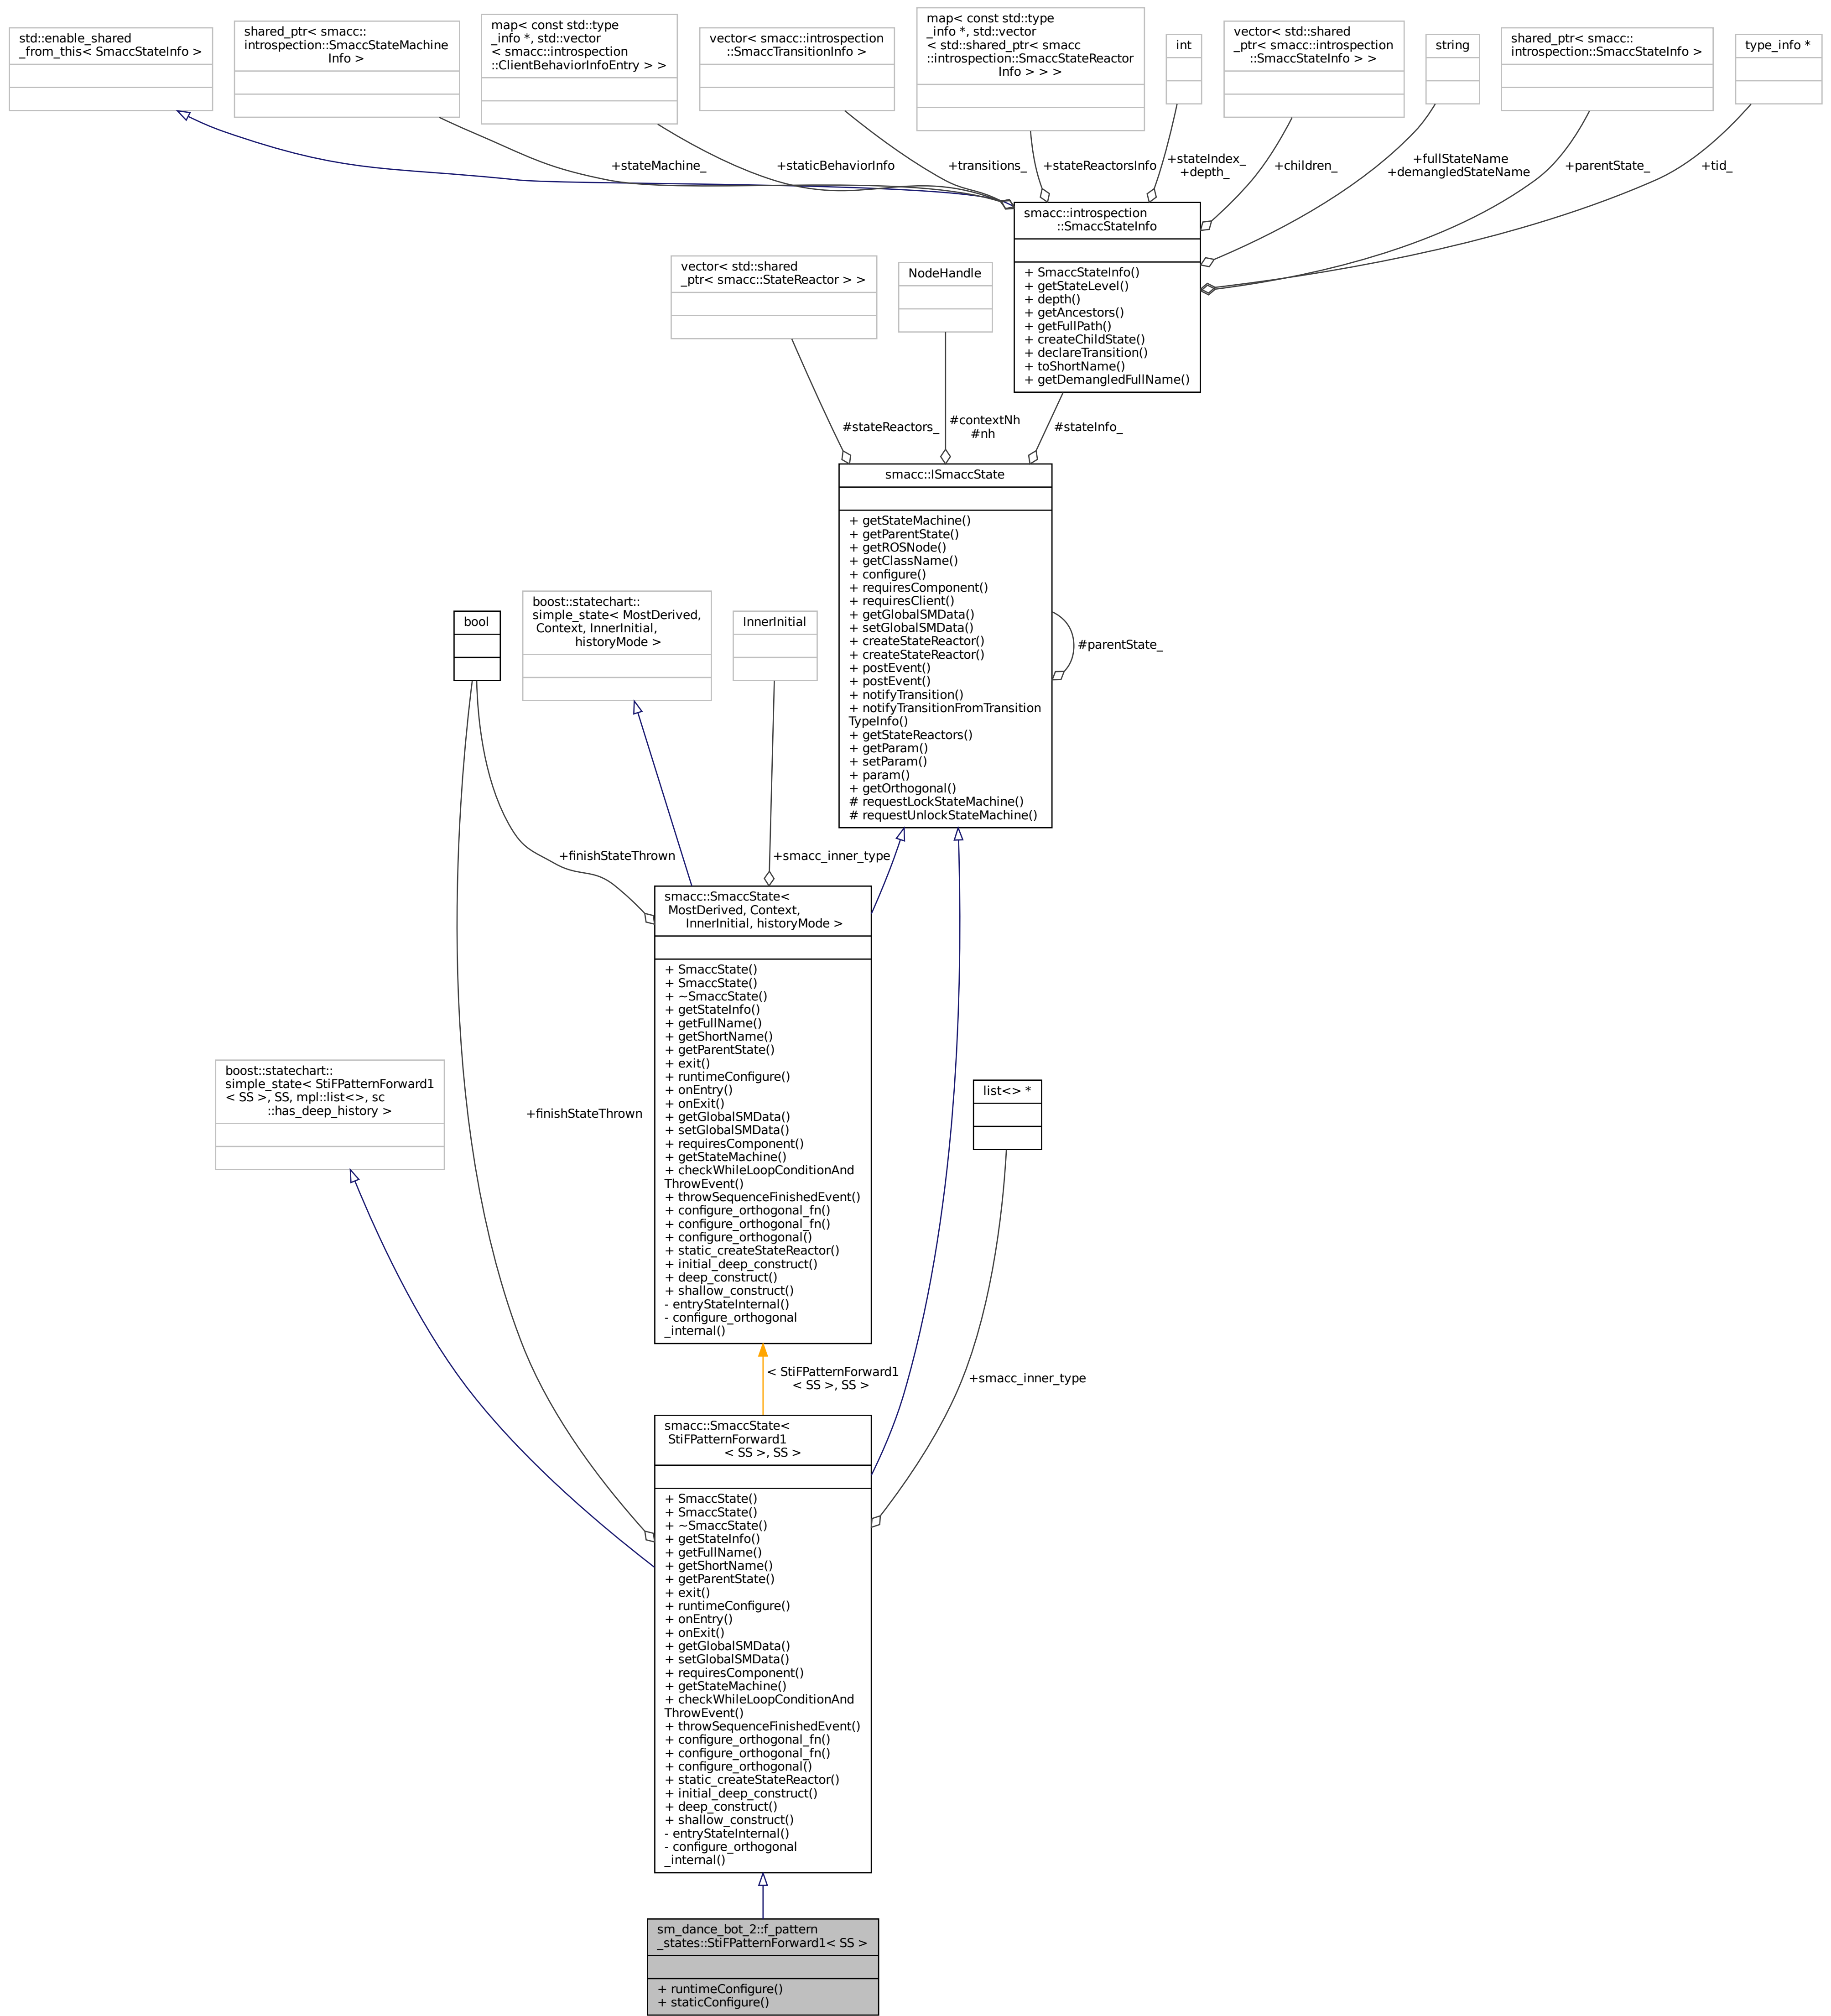 std::enable_shared
_from_this< SmaccStateInfo >
shared_ptr< smacc::
introspection::SmaccStateMachine
Info >
map< const std::type
_info *, std::vector
< smacc::introspection
::ClientBehaviorInfoEntry > >
vector< smacc::introspection
::SmaccTransitionInfo >
map< const std::type
_info *, std::vector
< std::shared_ptr< smacc
::introspection::SmaccStateReactor
Info > > >
int
vector< std::shared
_ptr< smacc::introspection
::SmaccStateInfo > >
string
shared_ptr< smacc::
introspection::SmaccStateInfo >
type_info *
+stateMachine_
+staticBehaviorInfo
+transitions_
+stateReactorsInfo
+stateIndex_
+depth_
+children_
+fullStateName
+demangledStateName
+parentState_
+tid_
smacc::introspection
::SmaccStateInfo
+ SmaccStateInfo()
+ getStateLevel()
+ depth()
+ getAncestors()
+ getFullPath()
+ createChildState()
+ declareTransition()
+ toShortName()
+ getDemangledFullName()
vector< std::shared
_ptr< smacc::StateReactor > >
NodeHandle
#stateReactors_
#contextNh
#nh
#stateInfo_
smacc::ISmaccState
+ getStateMachine()
+ getParentState()
+ getROSNode()
+ getClassName()
+ configure()
+ requiresComponent()
+ requiresClient()
+ getGlobalSMData()
+ setGlobalSMData()
+ createStateReactor()
+ createStateReactor()
+ postEvent()
+ postEvent()
+ notifyTransition()
+ notifyTransitionFromTransition
TypeInfo()
+ getStateReactors()
+ getParam()
+ setParam()
+ param()
+ getOrthogonal()
# requestLockStateMachine()
# requestUnlockStateMachine()
#parentState_
bool
boost::statechart::
simple_state< MostDerived,
Context, InnerInitial,
historyMode >
InnerInitial
+finishStateThrown
+smacc_inner_type
smacc::SmaccState<
MostDerived, Context,
InnerInitial, historyMode >
+ SmaccState()
+ SmaccState()
+ ~SmaccState()
+ getStateInfo()
+ getFullName()
+ getShortName()
+ getParentState()
+ exit()
+ runtimeConfigure()
+ onEntry()
+ onExit()
+ getGlobalSMData()
+ setGlobalSMData()
+ requiresComponent()
+ getStateMachine()
+ checkWhileLoopConditionAnd
ThrowEvent()
+ throwSequenceFinishedEvent()
+ configure_orthogonal_fn()
+ configure_orthogonal_fn()
+ configure_orthogonal()
+ static_createStateReactor()
+ initial_deep_construct()
+ deep_construct()
+ shallow_construct()
- entryStateInternal()
- configure_orthogonal
_internal()
boost::statechart::
simple_state< StiFPatternForward1
< SS >, SS, mpl::list<>, sc
::has_deep_history >
+finishStateThrown
list<> *
< StiFPatternForward1
< SS >, SS >
+smacc_inner_type
smacc::SmaccState<
StiFPatternForward1
< SS >, SS >
+ SmaccState()
+ SmaccState()
+ ~SmaccState()
+ getStateInfo()
+ getFullName()
+ getShortName()
+ getParentState()
+ exit()
+ runtimeConfigure()
+ onEntry()
+ onExit()
+ getGlobalSMData()
+ setGlobalSMData()
+ requiresComponent()
+ getStateMachine()
+ checkWhileLoopConditionAnd
ThrowEvent()
+ throwSequenceFinishedEvent()
+ configure_orthogonal_fn()
+ configure_orthogonal_fn()
+ configure_orthogonal()
+ static_createStateReactor()
+ initial_deep_construct()
+ deep_construct()
+ shallow_construct()
- entryStateInternal()
- configure_orthogonal
_internal()
sm_dance_bot_2::f_pattern
_states::StiFPatternForward1< SS >
+ runtimeConfigure()
+ staticConfigure()